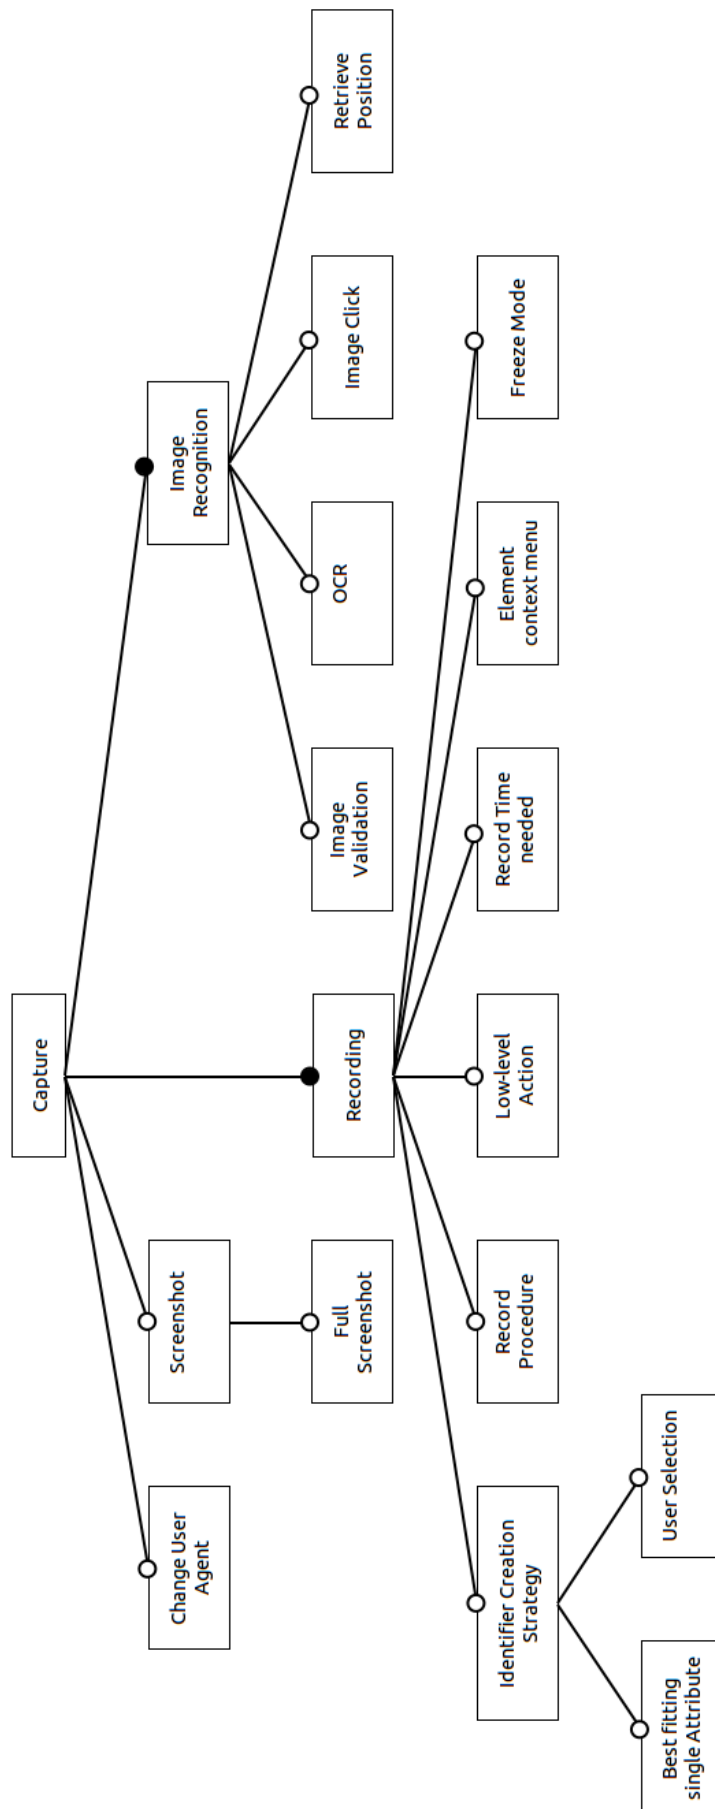 Capture
Change User
Agent
Screenshot
Image
Recognition
Full
Screenshot
Recording
Image
Validation
OCR
Image Click
Retrieve
Position
Identifier Creation
Strategy
Record
Procedure
Low-level
Action
Record Time
needed
Element
context menu
Freeze Mode
Best fitting
single Attribute
User Selection